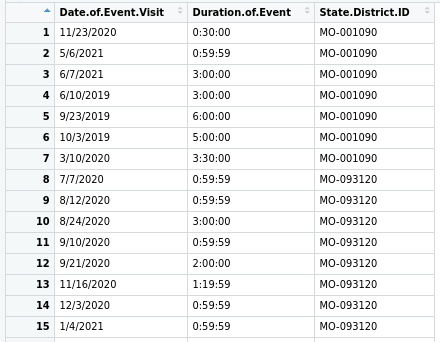 Date.of.Event.Visit Duration.of.Event State.District.ID
1 11/23/2020 0:30:00 MO-001090
2 5/6/2021 0:59:59 MO-001090
3 6/7/2021 3:00:00 MO-001090
4 6/10/2019 3:00:00 MO-001090
5 9/23/2019 6:00:00 MO-001090
6 10/3/2019 5:00:00 MO-001090
7 3/10/2020 3:30:00 MO-001090
8 7/7/2020 0:59:59 MO-093120
9 8/12/2020 0:59:59 MO-093120
10 8/24/2020 3:00:00 MO-093120
11 9/10/2020 0:59:59 MO-093120
12 9/21/2020 2:00:00 MO-093120
13 11/16/2020 1:19:59 MO-093120
14 12/3/2020 0:59:59 MO-093120
15 1/4/2021 0:59:59 MO-093120